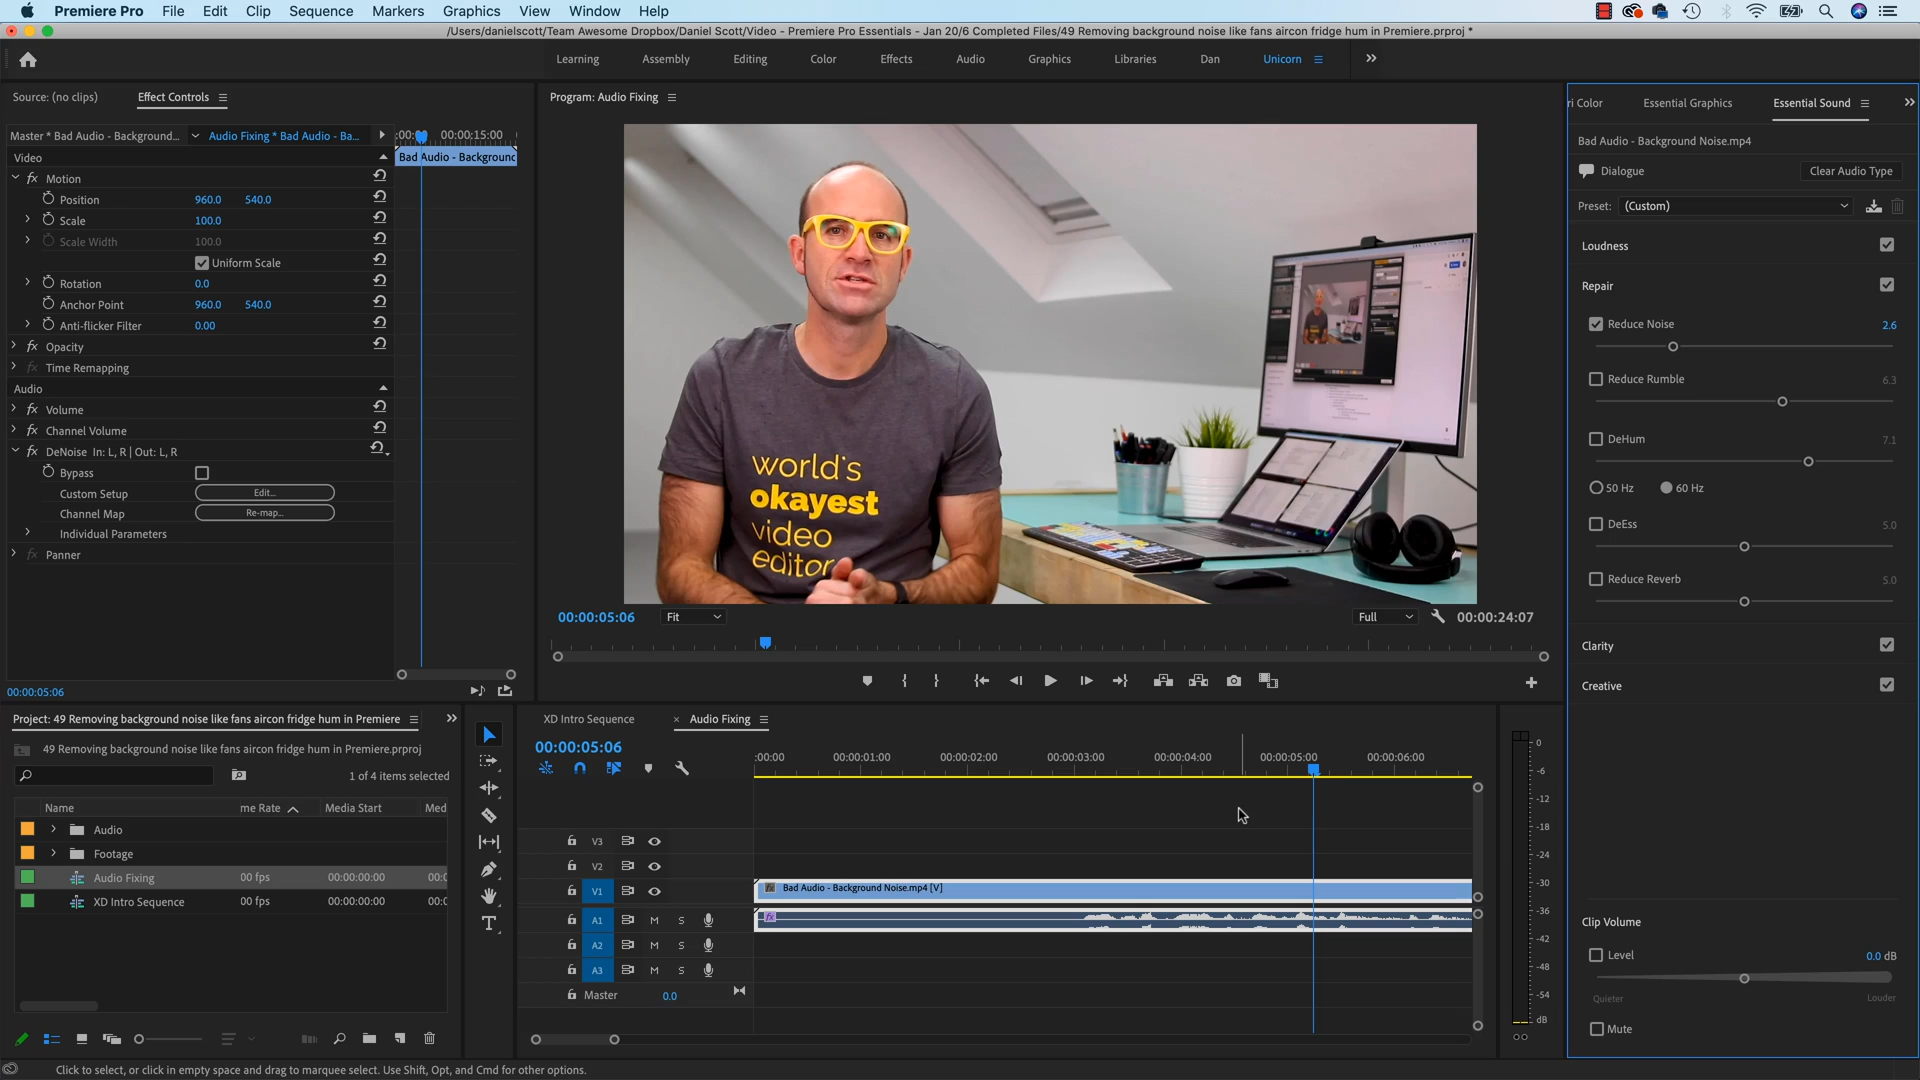 Premiere Pro File Edit Clip Sequence Markers Graphics View Window Help
/Users/danielscott/Team Awesome Dropbox/Daniel Scott/Video - Premiere Pro Essentials - Jan 20/6 Completed Files/49 Removing background noise like fans aircon fridge hum in Premiere.prproj *
Learning Assembly Editing Color Effects Audio Graphics Libraries Dan Unicorn
Source: (no clips) Effect Controls
Master * Bad Audio - Background... Audio Fixing * Bad Audio - Ba... :00:00 00:00:15:00
Video
Bad Audio - Background
Motion
Position 960.0 540.0
Scale 100.0
Scale Width 100.0
Uniform Scale
Rotation 0.0
Anchor Point 960.0 540.0
Anti-flicker Filter 0.00
Opacity
Time Remapping
Audio
Volume
Channel Volume
DeNoise In: L, R | Out: L, R
Bypass
Custom Setup Edit...
Channel Map Re-map...
Individual Parameters
Panner
00:00:05:06
Program: Audio Fixing
world's
okayest
video
editor
00:00:05:06 Fit Full 00:00:24:07
ri Color Essential Graphics Essential Sound
Bad Audio - Background Noise.mp4
Dialogue Clear Audio Type
Preset: (Custom)
Loudness
Repair
Reduce Noise 2.6
Reduce Rumble 6.3
DeHum 7.1
50 Hz 60 Hz
DeEss 5.0
Reduce Reverb 5.0
Clarity
Creative
Clip Volume
Level 0.0 dB
Quieter Louder
Mute
Project: 49 Removing background noise like fans aircon fridge hum in Premiere
49 Removing background noise like fans aircon fridge hum in Premiere.prproj
1 of 4 items selected
Name me Rate Media Start Med
Audio
Footage
Audio Fixing 00 fps 00:00:00:00 00:0
XD Intro Sequence 00 fps 00:00:00:00 00:0
XD Intro Sequence × Audio Fixing
00:00:05:06
:00:00 00:00:01:00 00:00:02:00 00:00:03:00 00:00:04:00 00:00:05:00 00:00:06:00
V3
V2
V1 fx Bad Audio - Background Noise.mp4 [V]
A1 M S fx
A2 M S
A3 M S
Master 0.0
0
-6
-12
-18
-24
-30
-36
-42
-48
-54
dB
Click to select, or click in empty space and drag to marquee select. Use Shift, Opt, and Cmd for other options.